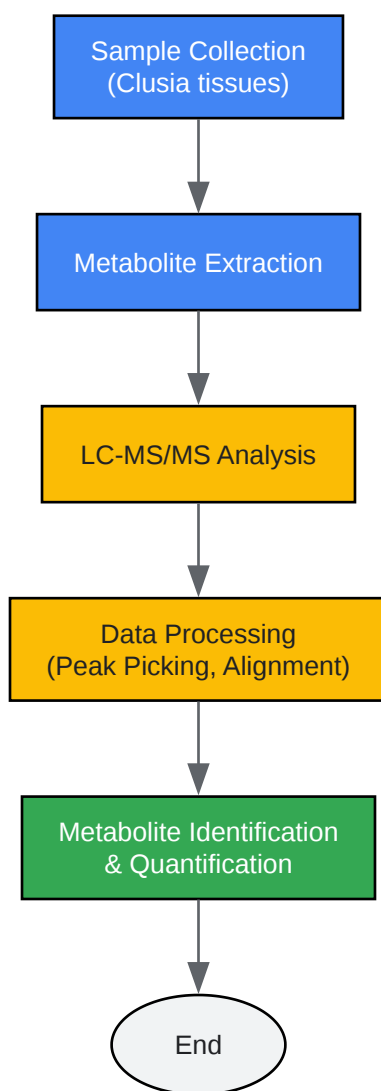 Sample Collection
(Clusia tissues)
Metabolite Extraction
LC-MS/MS Analysis
Data Processing
(Peak Picking, Alignment)
Metabolite Identification
& Quantification
End